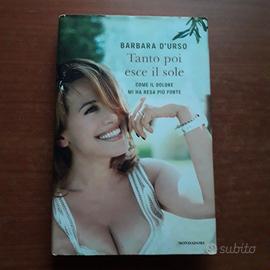 BARBARA D'URSO
Tanto poi
esce il sole
COME IL DOLORE
MI HA RESA PIÙ FORTE
MONDADORI
subito